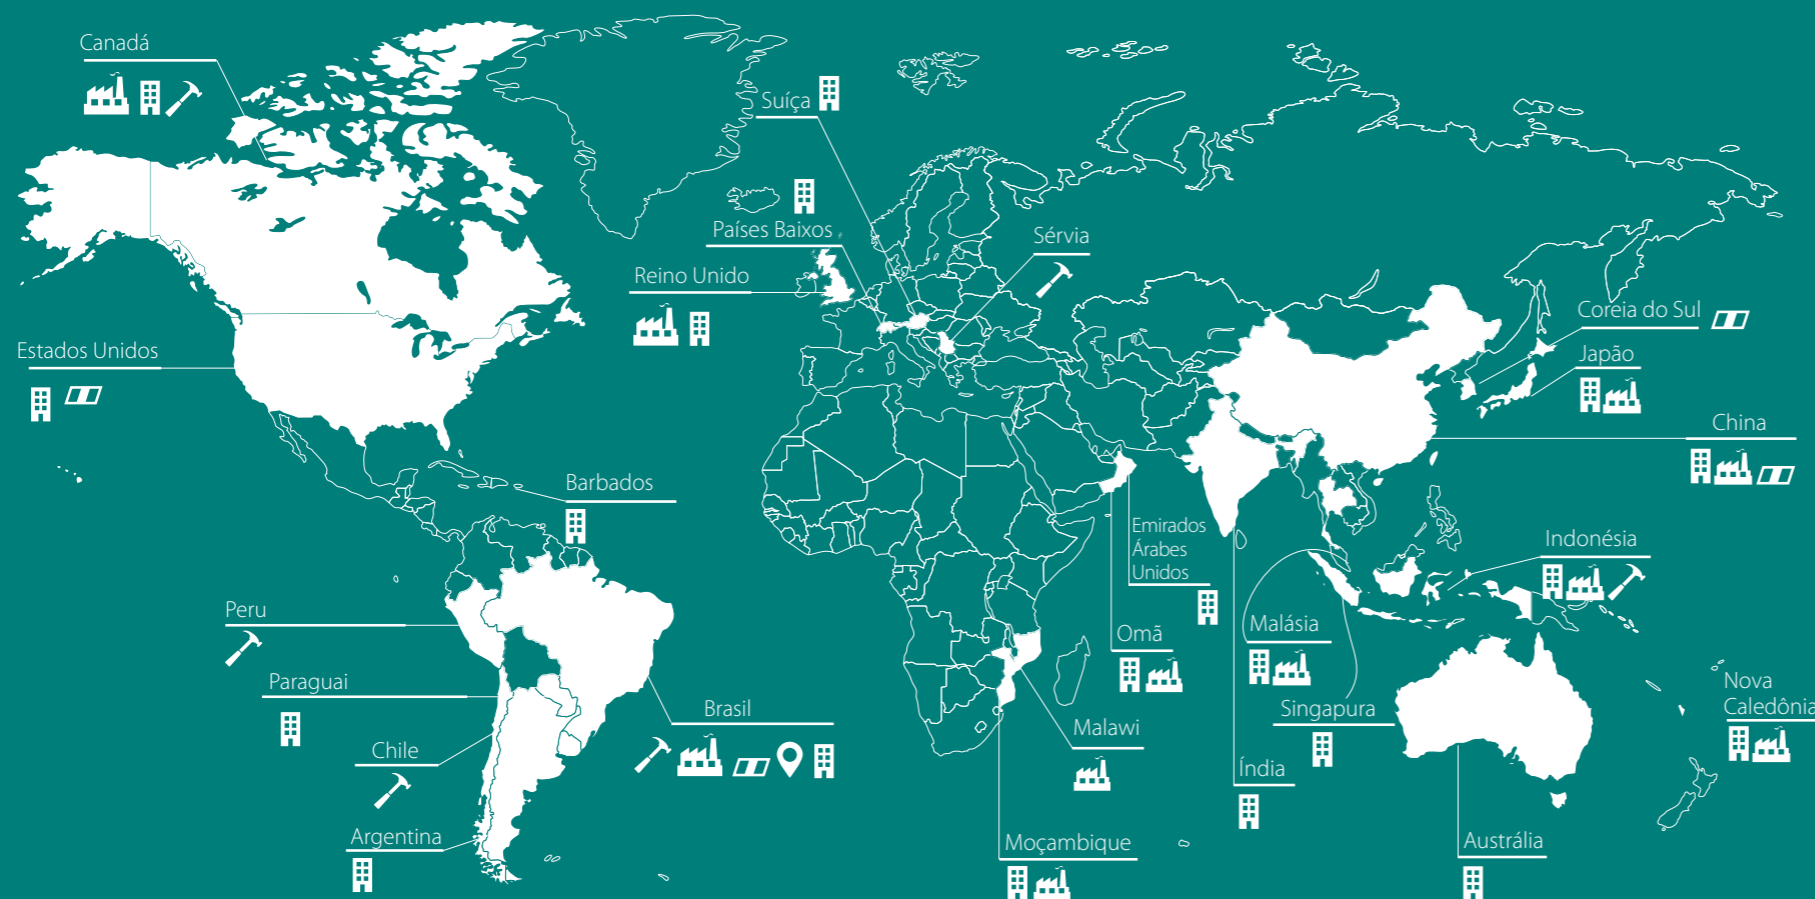 Canadá
Suíça
Países Baixos
Sérvia
Reino Unido
Coreia do Sul
Estados Unidos
Japão
China
Barbados
Emirados
Árabes
Unidos
Indonésia
Peru
Omã
Malásia
Paraguai
Nova
Caledônia
Brasil
Singapura
Malawi
Chile
Índia
Argentina
Moçambique
Austrália